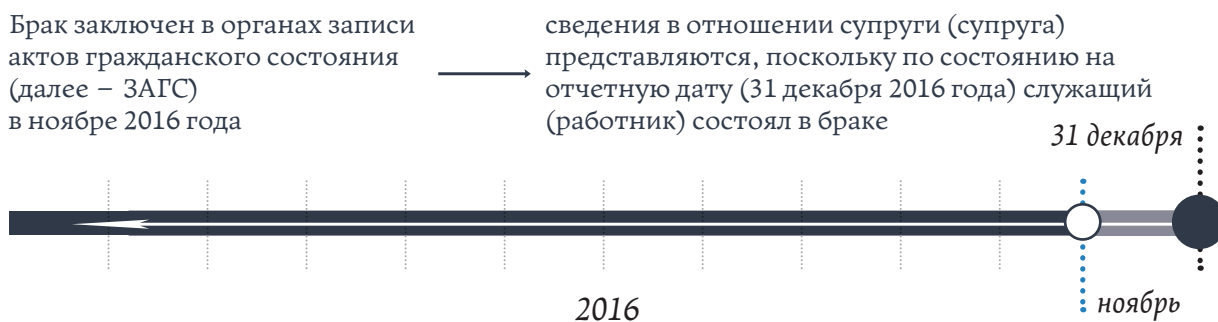 Брак заключен в органах записи
актов гражданского состояния
(далее – ЗАГС)
в ноябре 2016 года
сведения в отношении супруги (супруга)
представляются, поскольку по состоянию на
отчетную дату (31 декабря 2016 года) служащий
(работник) состоял в браке
31 декабря
2016
ноябрь